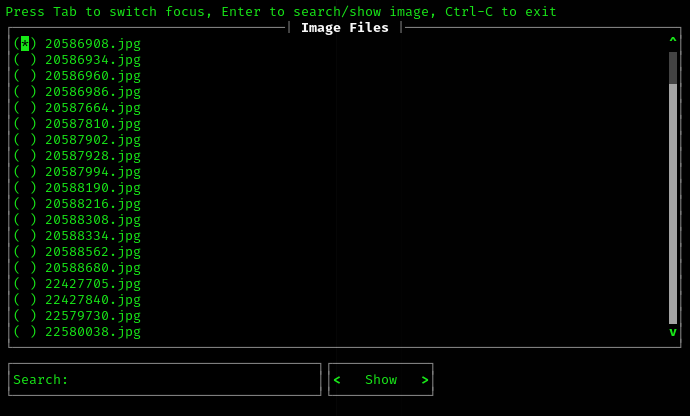 Press Tab to switch focus, Enter to search/show image, Ctrl-C to exit
Image Files
(*) 20586908.jpg
( ) 20586934.jpg
( ) 20586960.jpg
( ) 20586986.jpg
( ) 20587664.jpg
( ) 20587810.jpg
( ) 20587902.jpg
( ) 20587928.jpg
( ) 20587994.jpg
( ) 20588190.jpg
( ) 20588216.jpg
( ) 20588308.jpg
( ) 20588334.jpg
( ) 20588562.jpg
( ) 20588680.jpg
( ) 22427705.jpg
( ) 22427840.jpg
( ) 22579730.jpg
( ) 22580038.jpg
Search:
< Show >